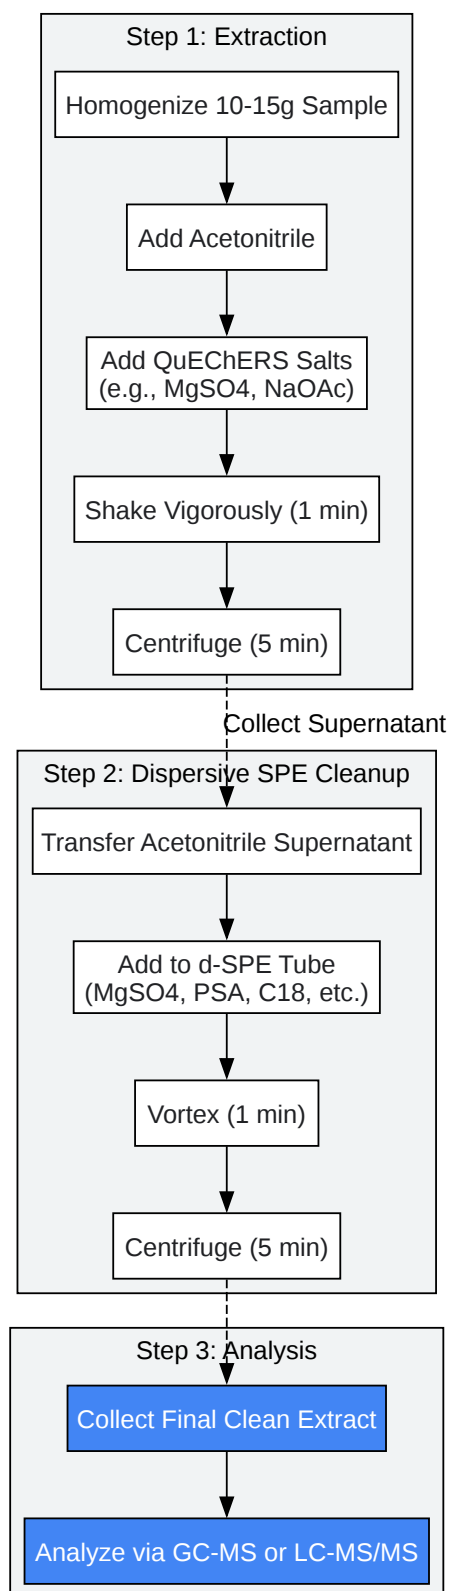 Step 1: Extraction
Homogenize 10-15g Sample
Add Acetonitrile
Add QuEChERS Salts
(e.g., MgSO4, NaOAc)
Shake Vigorously (1 min)
Centrifuge (5 min)
Collect Supernatant
Step 2: Dispersive SPE Cleanup
Transfer Acetonitrile Supernatant
Add to d-SPE Tube
(MgSO4, PSA, C18, etc.)
Vortex (1 min)
Centrifuge (5 min)
Step 3: Analysis
Collect Final Clean Extract
Analyze via GC-MS or LC-MS/MS